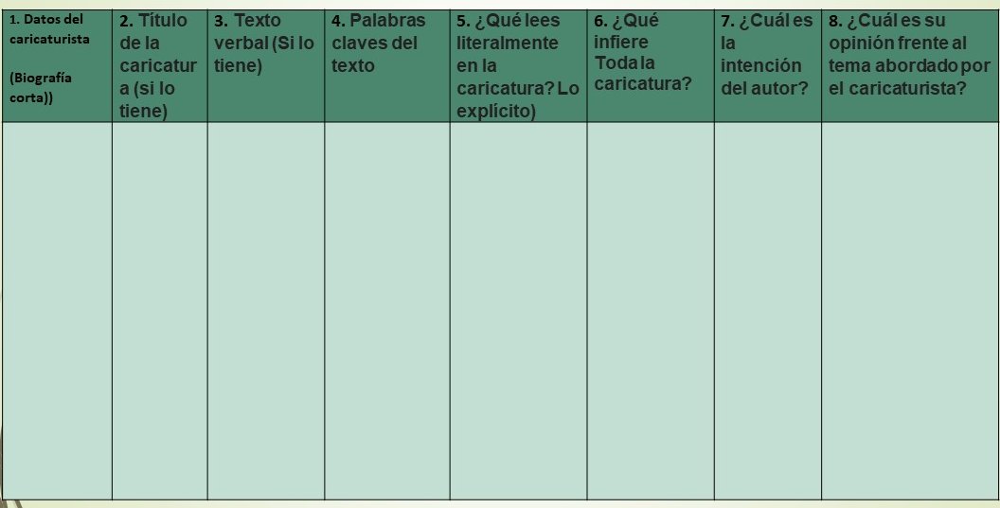 1. Datos del
caricaturista
(Biografía
corta))
2. Título
de la
caricatur
a (si lo
tiene)
3. Texto
verbal (Si lo
tiene)
4. Palabras
claves del
texto
5. ¿Qué lees
literalmente
en la
caricatura? Lo
explícito)
6. ¿Qué
infiere
Toda la
caricatura?
7. ¿Cuál es
la
intención
del autor?
8. ¿Cuál es su
opinión frente al
tema abordado por
el caricaturista?